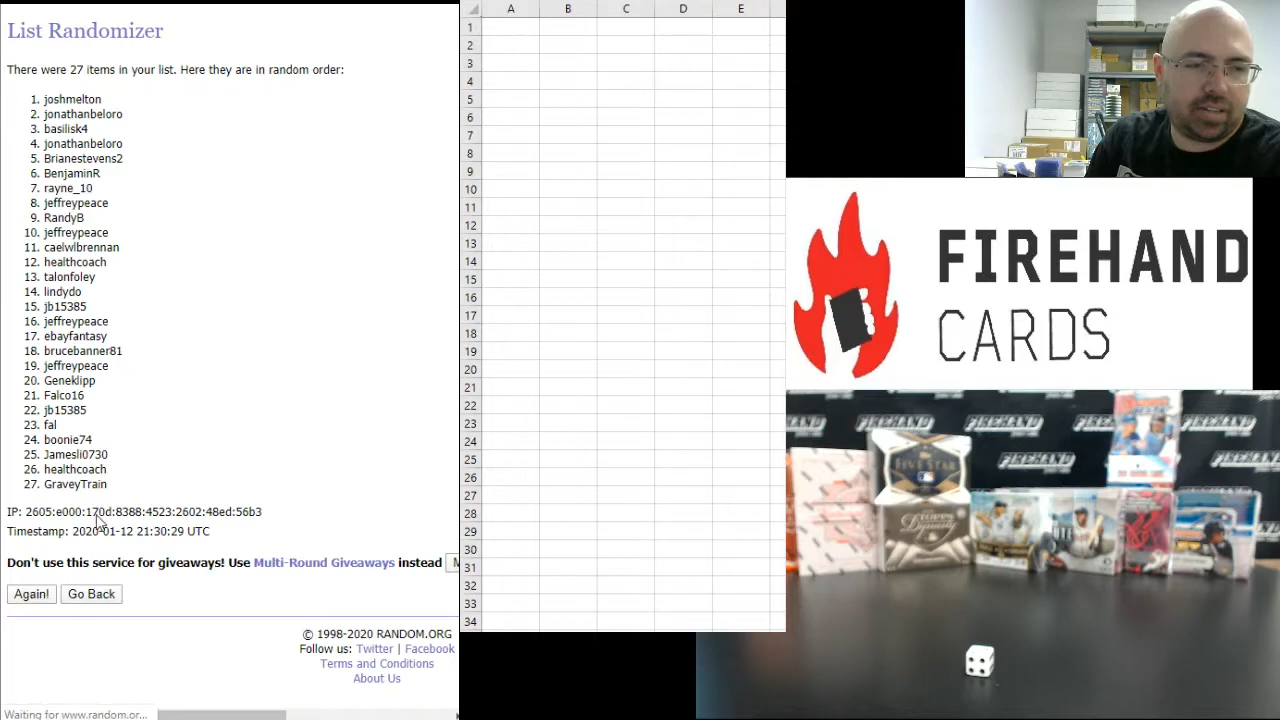 List Randomizer
There were 27 items in your list. Here they are in random order:
1. joshmelton
2. jonathanbeloro
3. basilisk4
4. jonathanbeloro
5. Brianestevens2
6. BenjaminR
7. rayne_10
8. jeffreypeace
9. RandyB
10. jeffreypeace
11. caelwlbrennan
12. healthcoach
13. talonfoley
14. lindydo
15. jb15385
16. jeffreypeace
17. ebayfantasy
18. brucebanner81
19. jeffreypeace
20. Geneklipp
21. Falco16
22. jb15385
23. fal
24. boonie74
25. Jamesli0730
26. healthcoach
27. GraveyTrain
IP: 2605:e000:170d:8388:4523:2602:48ed:56b3
Timestamp: 2020-01-12 21:30:29 UTC
Don't use this service for giveaways! Use Multi-Round Giveaways instead
Again! Go Back
© 1998-2020 RANDOM.ORG
Follow us: Twitter | Facebook
Terms and Conditions
About Us
Waiting for www.random.or...
A B C D E
1
2
3
4
5
6
7
8
9
10
11
12
13
14
15
16
17
18
19
20
21
22
23
24
25
26
27
28
29
30
31
32
33
34
FIREHAND
CARDS
FIREHAND
FIREHAND
FIREHAND
FIREHAND
FIVE STAR
TOPPS
DYNASTY